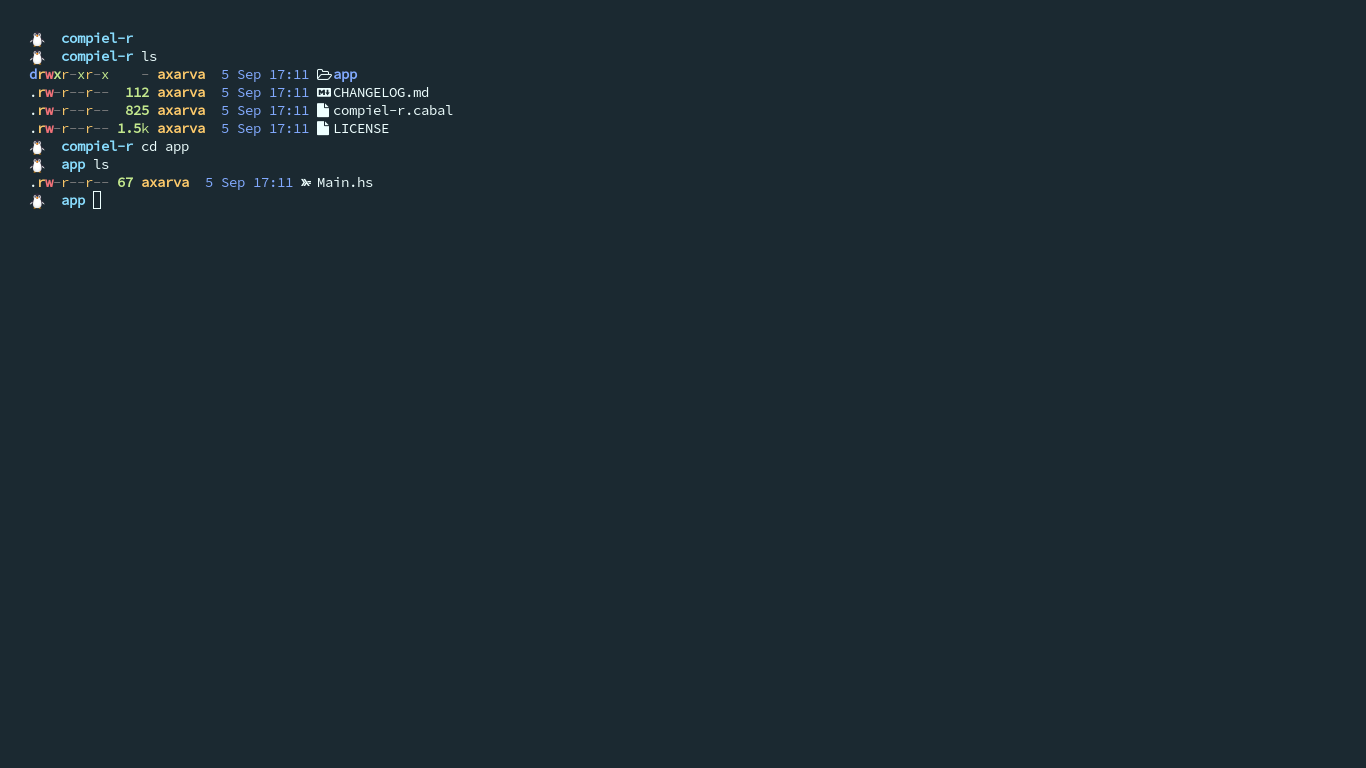 compiel-r
compiel-r ls
drwxr-xr-x    - axarva  5 Sep 17:11 app
.rw-r--r--  112 axarva  5 Sep 17:11 CHANGELOG.md
.rw-r--r--  825 axarva  5 Sep 17:11 compiel-r.cabal
.rw-r--r-- 1.5k axarva  5 Sep 17:11 LICENSE
compiel-r cd app
app ls
.rw-r--r-- 67 axarva  5 Sep 17:11 Main.hs
app